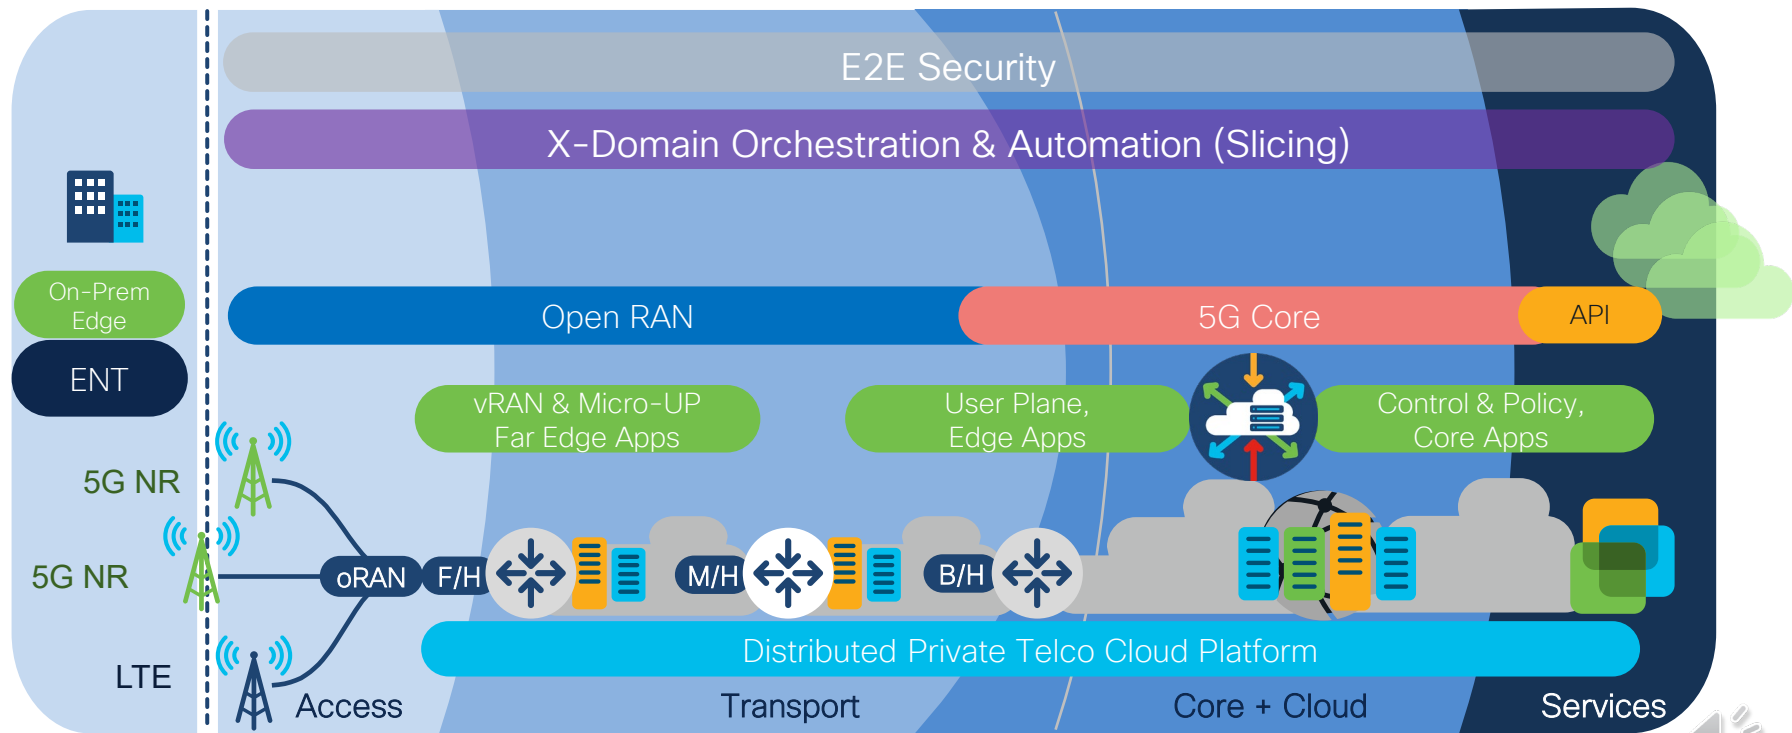 E2E Security
X-Domain Orchestration & Automation (Slicing)
On-Prem
Edge
ENT
Open RAN
5G Core
API
vRAN & Micro-UP
Far Edge Apps
User Plane,
Edge Apps
Control & Policy,
Core Apps
5G NR
5G NR
LTE
oRAN
F/H
M/H
B/H
Distributed Private Telco Cloud Platform
Access
Transport
Core + Cloud
Services